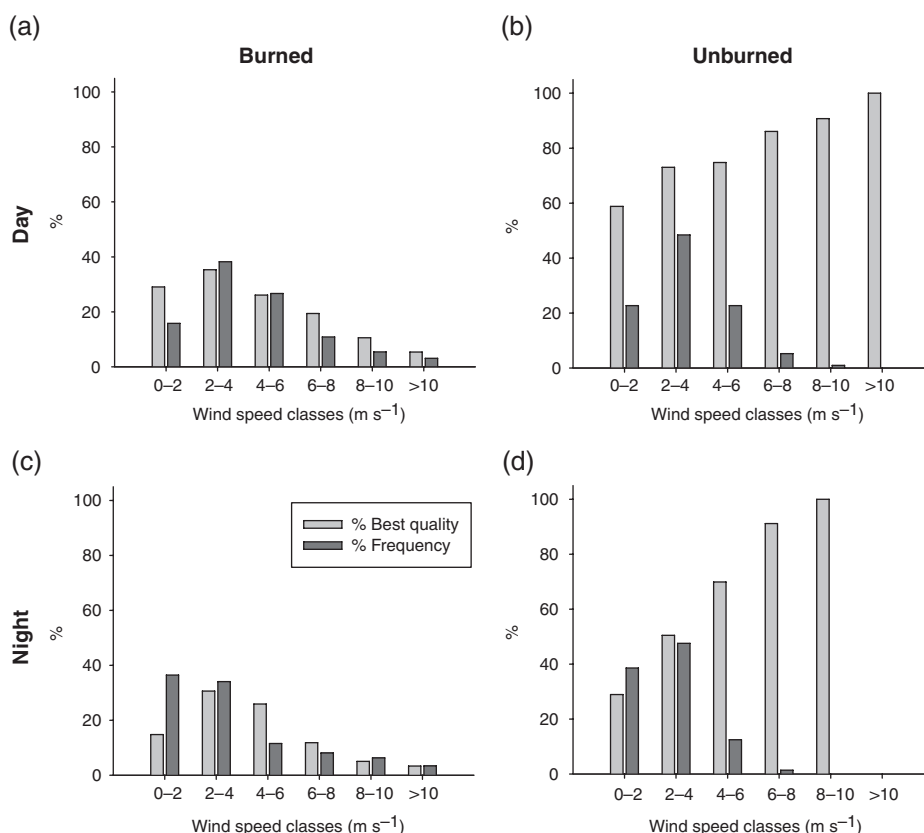 (a)
Burned
100
80
60
40
20
0
%
Day
0–2 2–4 4–6 6–8 8–10 >10
Wind speed classes (m s–1)
(b)
Unburned
100
80
60
40
20
0
%
0–2 2–4 4–6 6–8 8–10 >10
Wind speed classes (m s–1)
(c)
100
80
60
40
20
0
%
Night
% Best quality
% Frequency
0–2 2–4 4–6 6–8 8–10 >10
Wind speed classes (m s–1)
(d)
100
80
60
40
20
0
%
0–2 2–4 4–6 6–8 8–10 >10
Wind speed classes (m s–1)